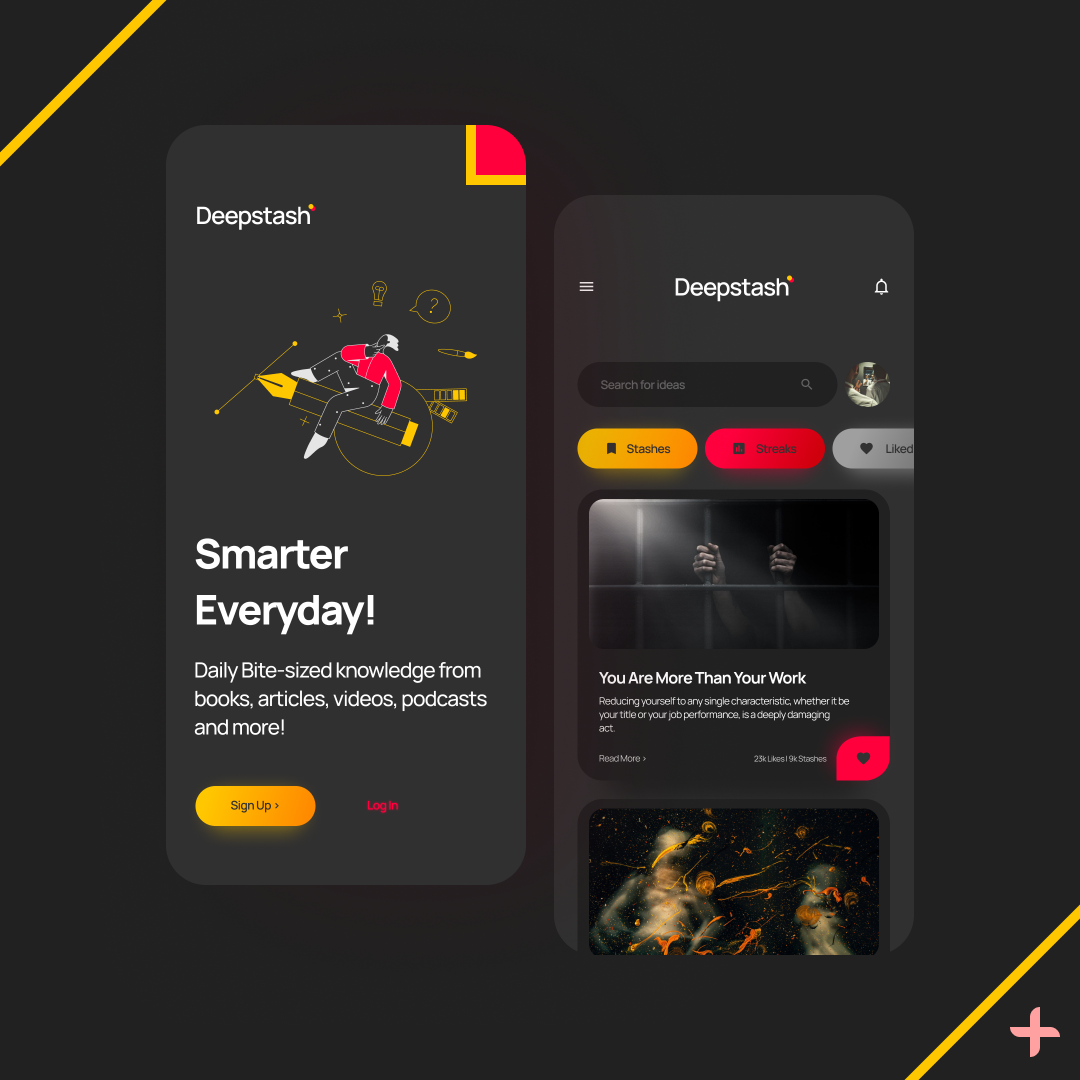 Deepstash
?
Smarter
Everyday!
Daily Bite-sized knowledge from
books, articles, videos, podcasts
and more!
Sign Up ›
Log In
Deepstash
Search for ideas
Stashes
Streaks
Liked
You Are More Than Your Work
Reducing yourself to any single characteristic, whether it be
your title or your job performance, is a deeply damaging
act.
Read More ›
23k Likes | 9k Stashes